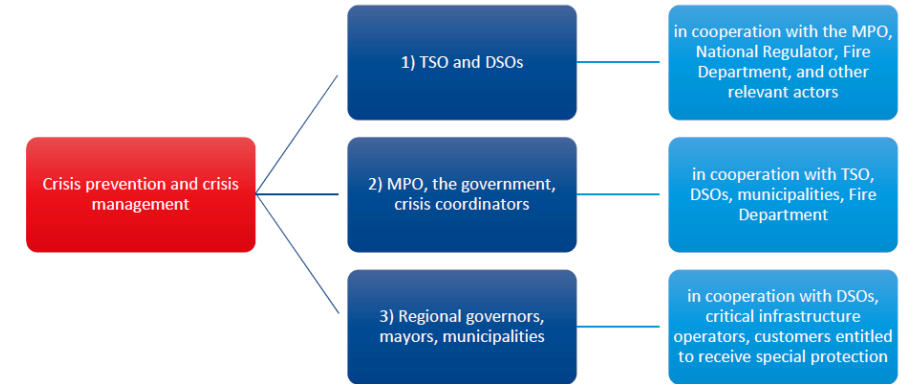 Crisis prevention and crisis
management
1) TSO and DSOs
in cooperation with the MPO,
National Regulator, Fire
Department, and other
relevant actors
2) MPO, the government,
crisis coordinators
in cooperation with TSO,
DSOs, municipalities, Fire
Department
3) Regional governors,
mayors, municipalities
in cooperation with DSOs,
critical infrastructure
operators, customers entitled
to receive special protection